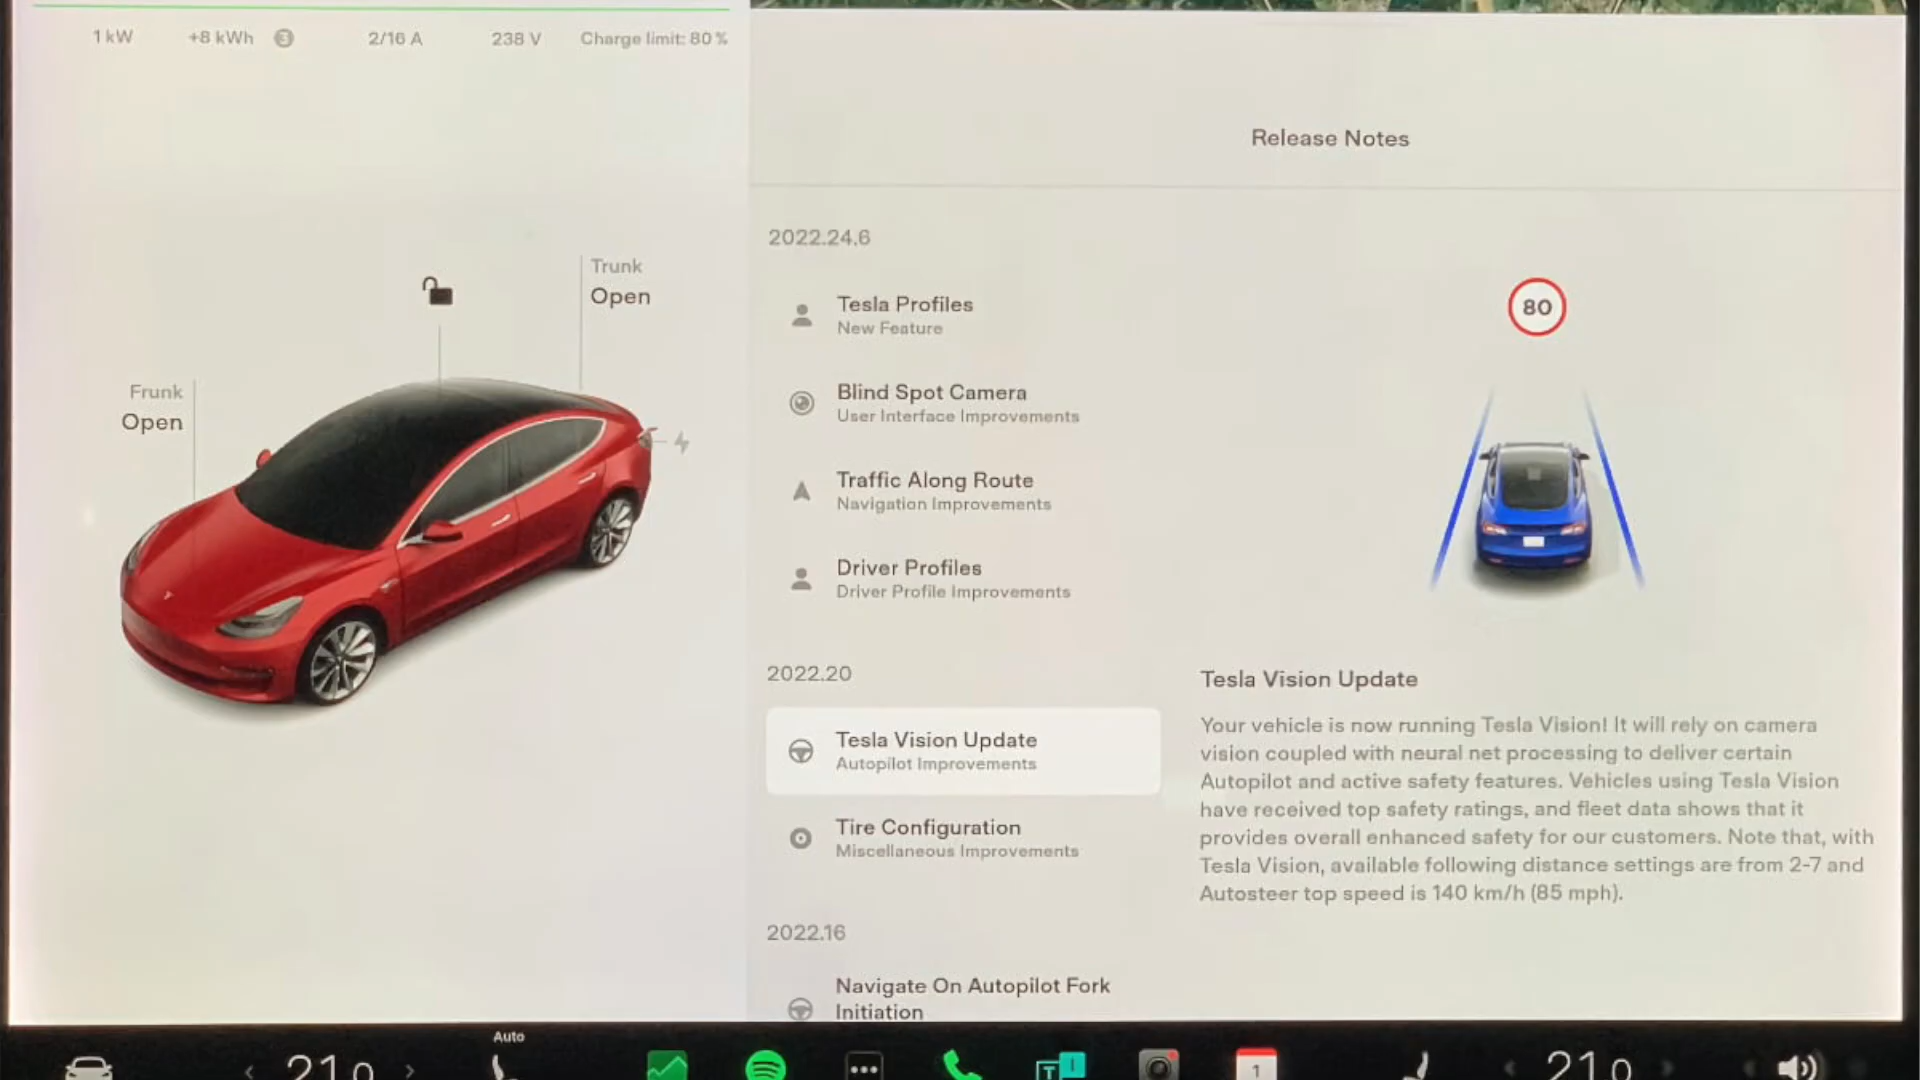 1 kW +8 kWh 3 2/16 A 238 V Charge limit: 80 %
Trunk
Open
Frunk
Open
Release Notes
2022.24.6
Tesla Profiles
New Feature
Blind Spot Camera
User Interface Improvements
Traffic Along Route
Navigation Improvements
Driver Profiles
Driver Profile Improvements
2022.20
Tesla Vision Update
Autopilot Improvements
Tire Configuration
Miscellaneous Improvements
2022.16
Navigate On Autopilot Fork
Initiation
80
Tesla Vision Update
Your vehicle is now running Tesla Vision! It will rely on camera
vision coupled with neural net processing to deliver certain
Autopilot and active safety features. Vehicles using Tesla Vision
have received top safety ratings, and fleet data shows that it
provides overall enhanced safety for our customers. Note that, with
Tesla Vision, available following distance settings are from 2-7 and
Autosteer top speed is 140 km/h (85 mph).
Auto
21.0
T
1
21.0